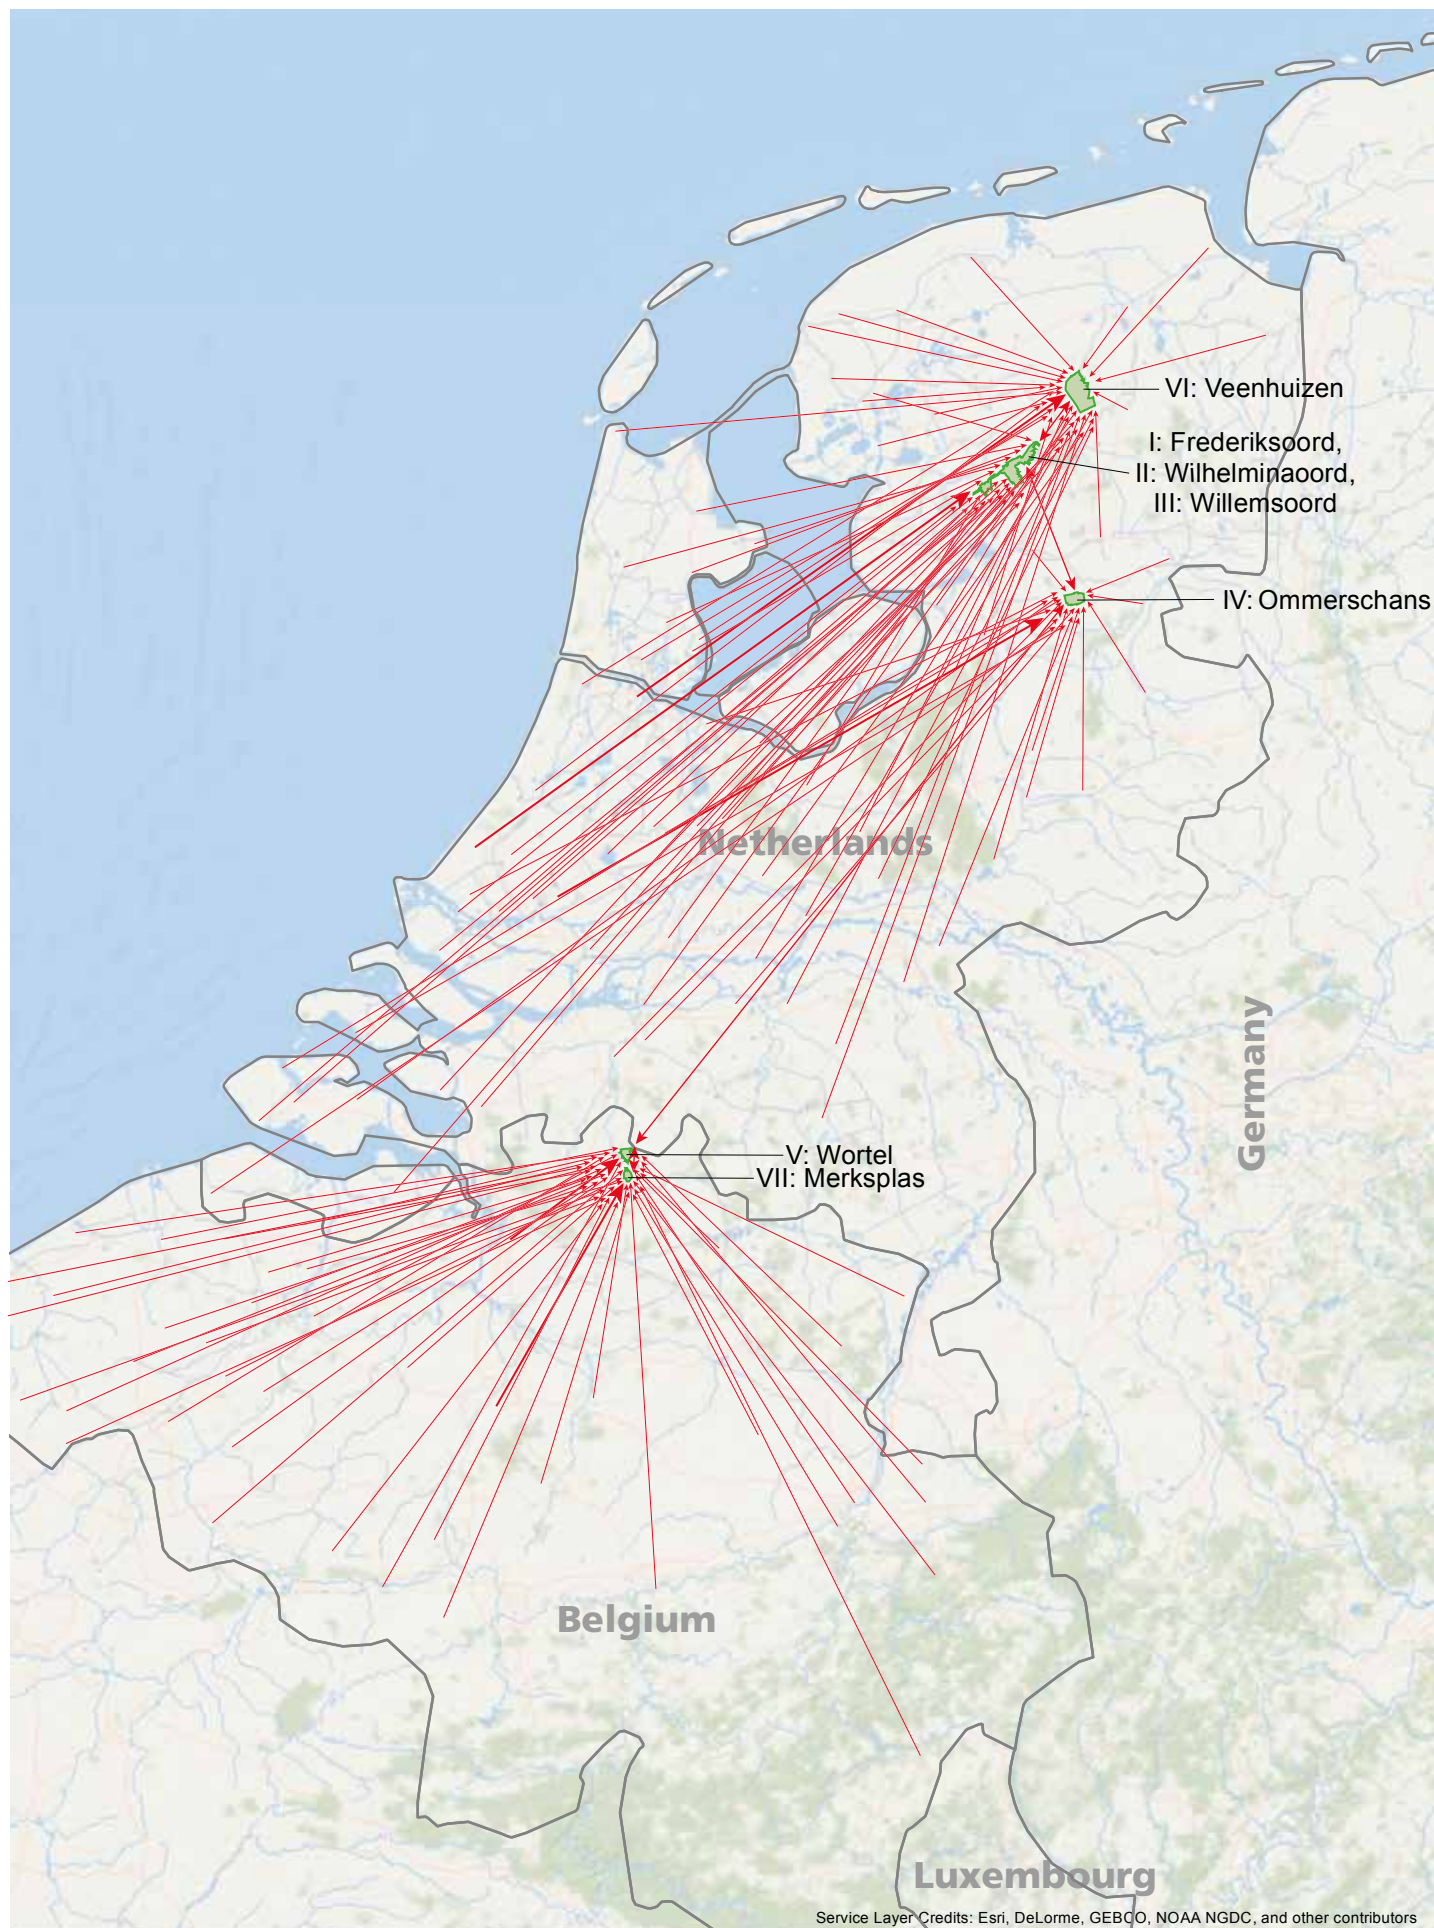 VI: Veenhuizen
I: Frederiksoord,
II: Wilhelminaoord,
III: Willemsoord
IV: Ommerschans
Netherlands
Germany
V: Wortel
VII: Merksplas
Belgium
Luxembourg
Service Layer Credits: Esri, DeLorme, GEBCO, NOAA NGDC, and other contributors